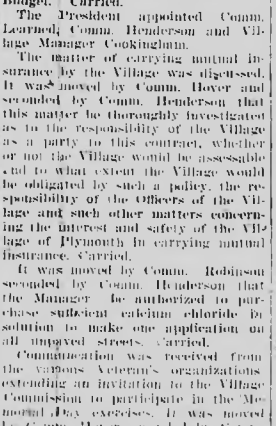 Budget. Carried.
The President appointed Comm.
Learned, Comm. Henderson and Vil-
lage Manager Cookingham.
The matter of carrying mutual in-
surance by the Village was discussed.
It was moved by Comm. Hover and
seconded by Comm. Henderson that
this matter be thoroughly investigated
as to the responsibility of the Village
as a party to this contract, whether
or not the Village would be assessable
and to what extent the Village would
be obligated by such a policy, the re-
sponsibility of the Officers of the Vil-
lage and such other matters concern-
ing the interest and safety of the Vil-
lage of Plymouth in carrying mutual
insurance. Carried.
It was moved by Comm. Robinson
seconded by Comm. Henderson that
the Manager be authorized to pur-
chase sufficient calcium chloride in
solution to make one application on
all unpaved streets. Carried.
Communication was received from
the various Veteran's organizations
extending an invitation to the Village
Commission to participate in the Me-
morial Day exercises. It was moved